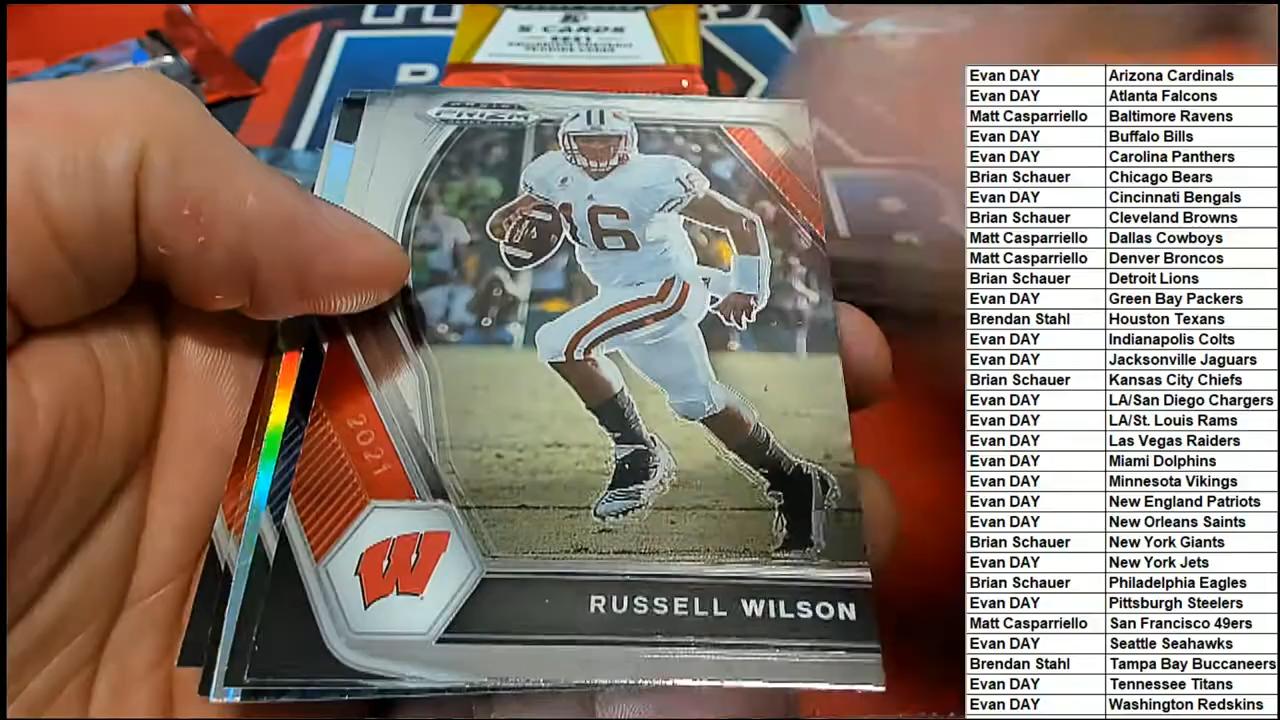 5 CARDS
PANINI
PRIZM
16
16
2021
W
RUSSELL WILSON
Evan DAY Arizona Cardinals
Evan DAY Atlanta Falcons
Matt Casparriello Baltimore Ravens
Evan DAY Buffalo Bills
Evan DAY Carolina Panthers
Brian Schauer Chicago Bears
Evan DAY Cincinnati Bengals
Brian Schauer Cleveland Browns
Matt Casparriello Dallas Cowboys
Matt Casparriello Denver Broncos
Brian Schauer Detroit Lions
Evan DAY Green Bay Packers
Brendan Stahl Houston Texans
Evan DAY Indianapolis Colts
Evan DAY Jacksonville Jaguars
Brian Schauer Kansas City Chiefs
Evan DAY LA/San Diego Chargers
Evan DAY LA/St. Louis Rams
Evan DAY Las Vegas Raiders
Evan DAY Miami Dolphins
Evan DAY Minnesota Vikings
Evan DAY New England Patriots
Evan DAY New Orleans Saints
Brian Schauer New York Giants
Evan DAY New York Jets
Brian Schauer Philadelphia Eagles
Evan DAY Pittsburgh Steelers
Matt Casparriello San Francisco 49ers
Evan DAY Seattle Seahawks
Brendan Stahl Tampa Bay Buccaneers
Evan DAY Tennessee Titans
Evan DAY Washington Redskins